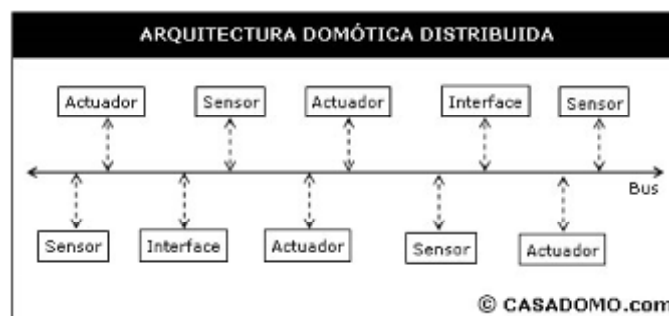 ARQUITECTURA DOMÓTICA DISTRIBUIDA
Actuador Sensor Actuador Interface Sensor
Bus
Sensor Interface Actuador Sensor Actuador
© CASADOMO.com